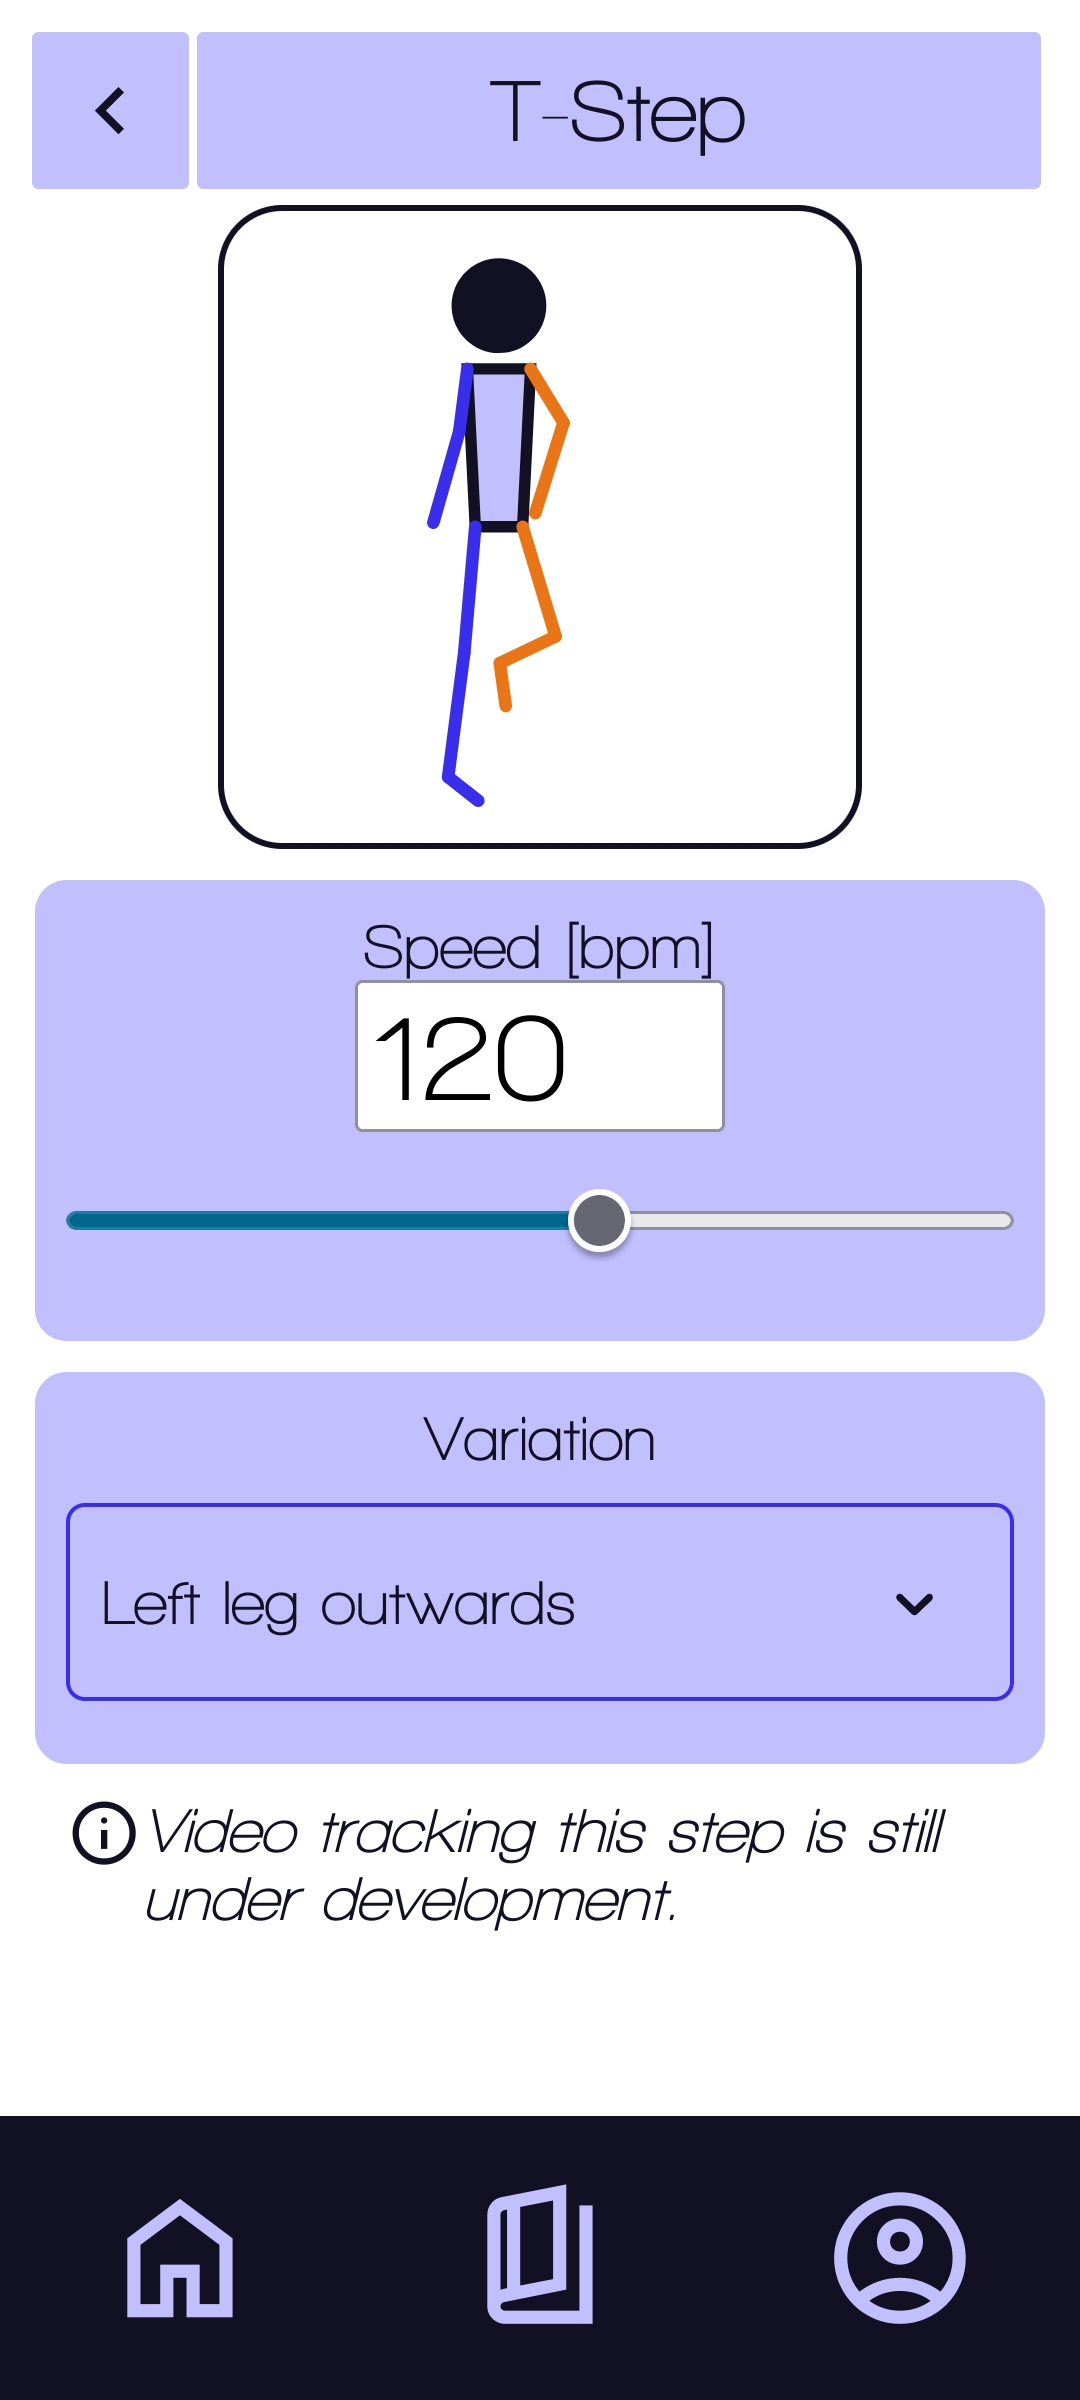 T-Step
Speed [bpm]
120
Variation
Left leg outwards
Video tracking this step is still
under development.